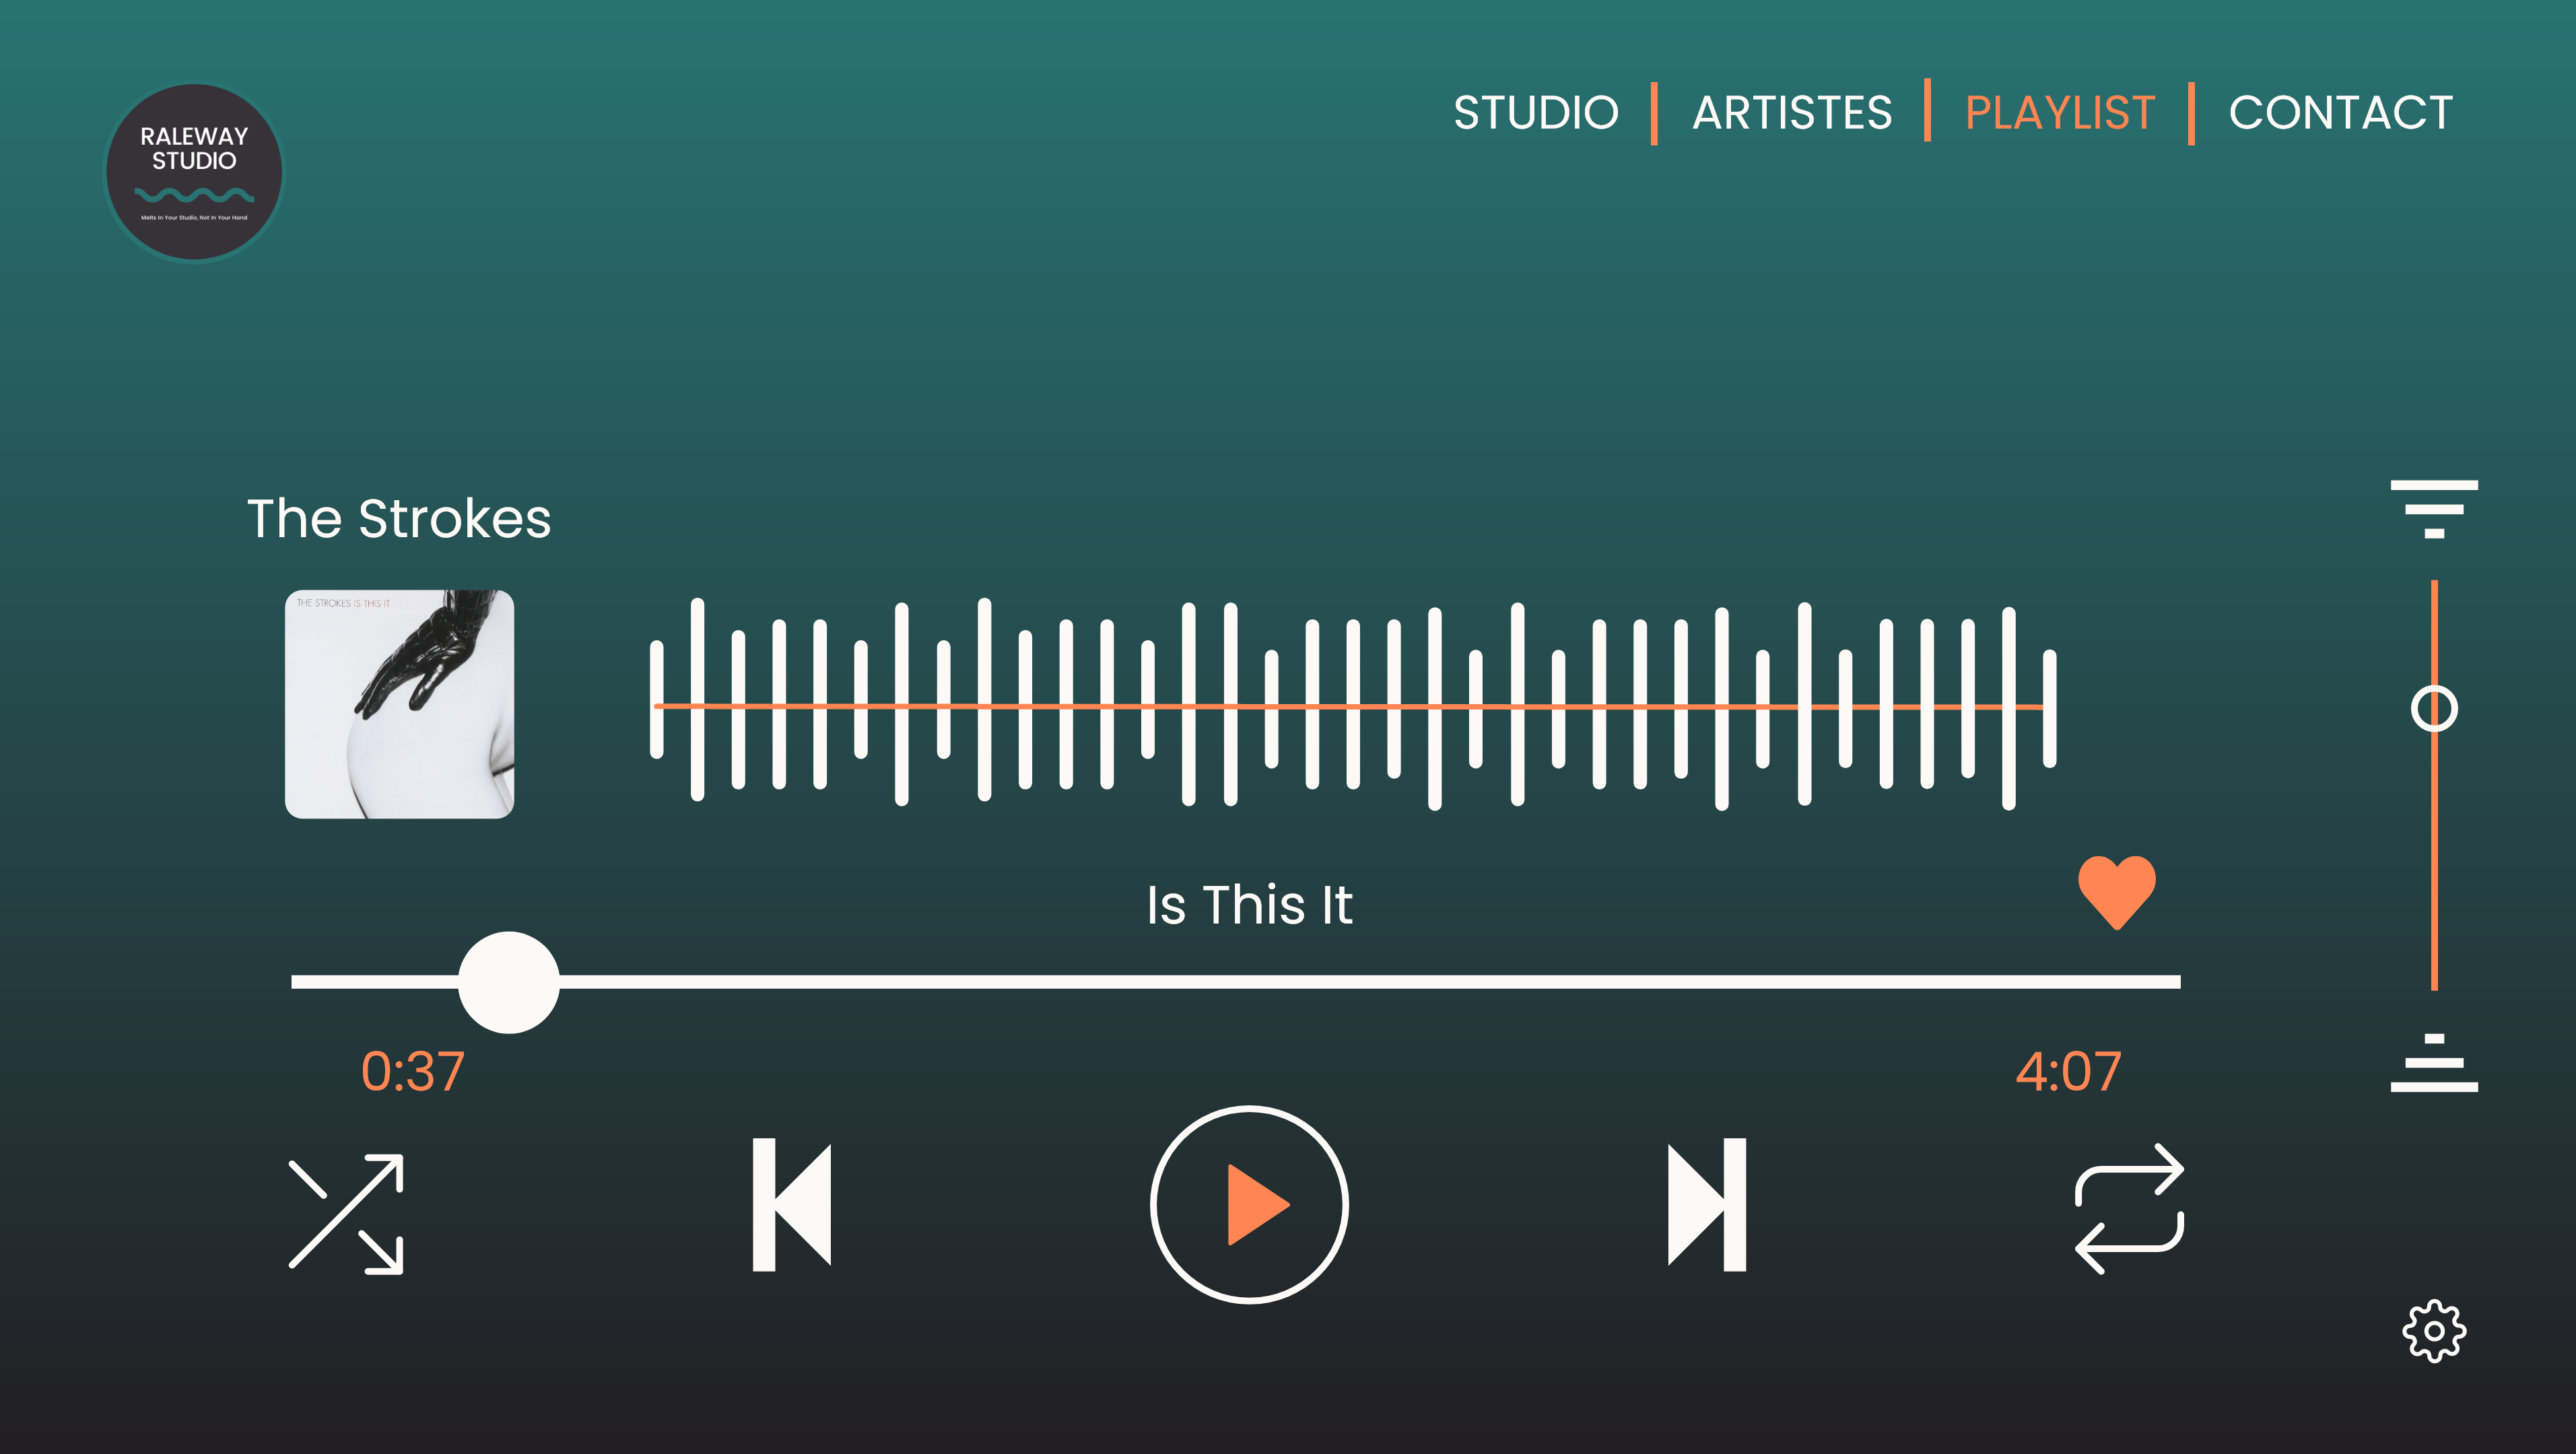 RALEWAY
STUDIO
Melts In Your Studio, Not In Your Hand
STUDIO
ARTISTES
PLAYLIST
CONTACT
The Strokes
THE STROKES IS THIS IT
Is This It
0:37
4:07